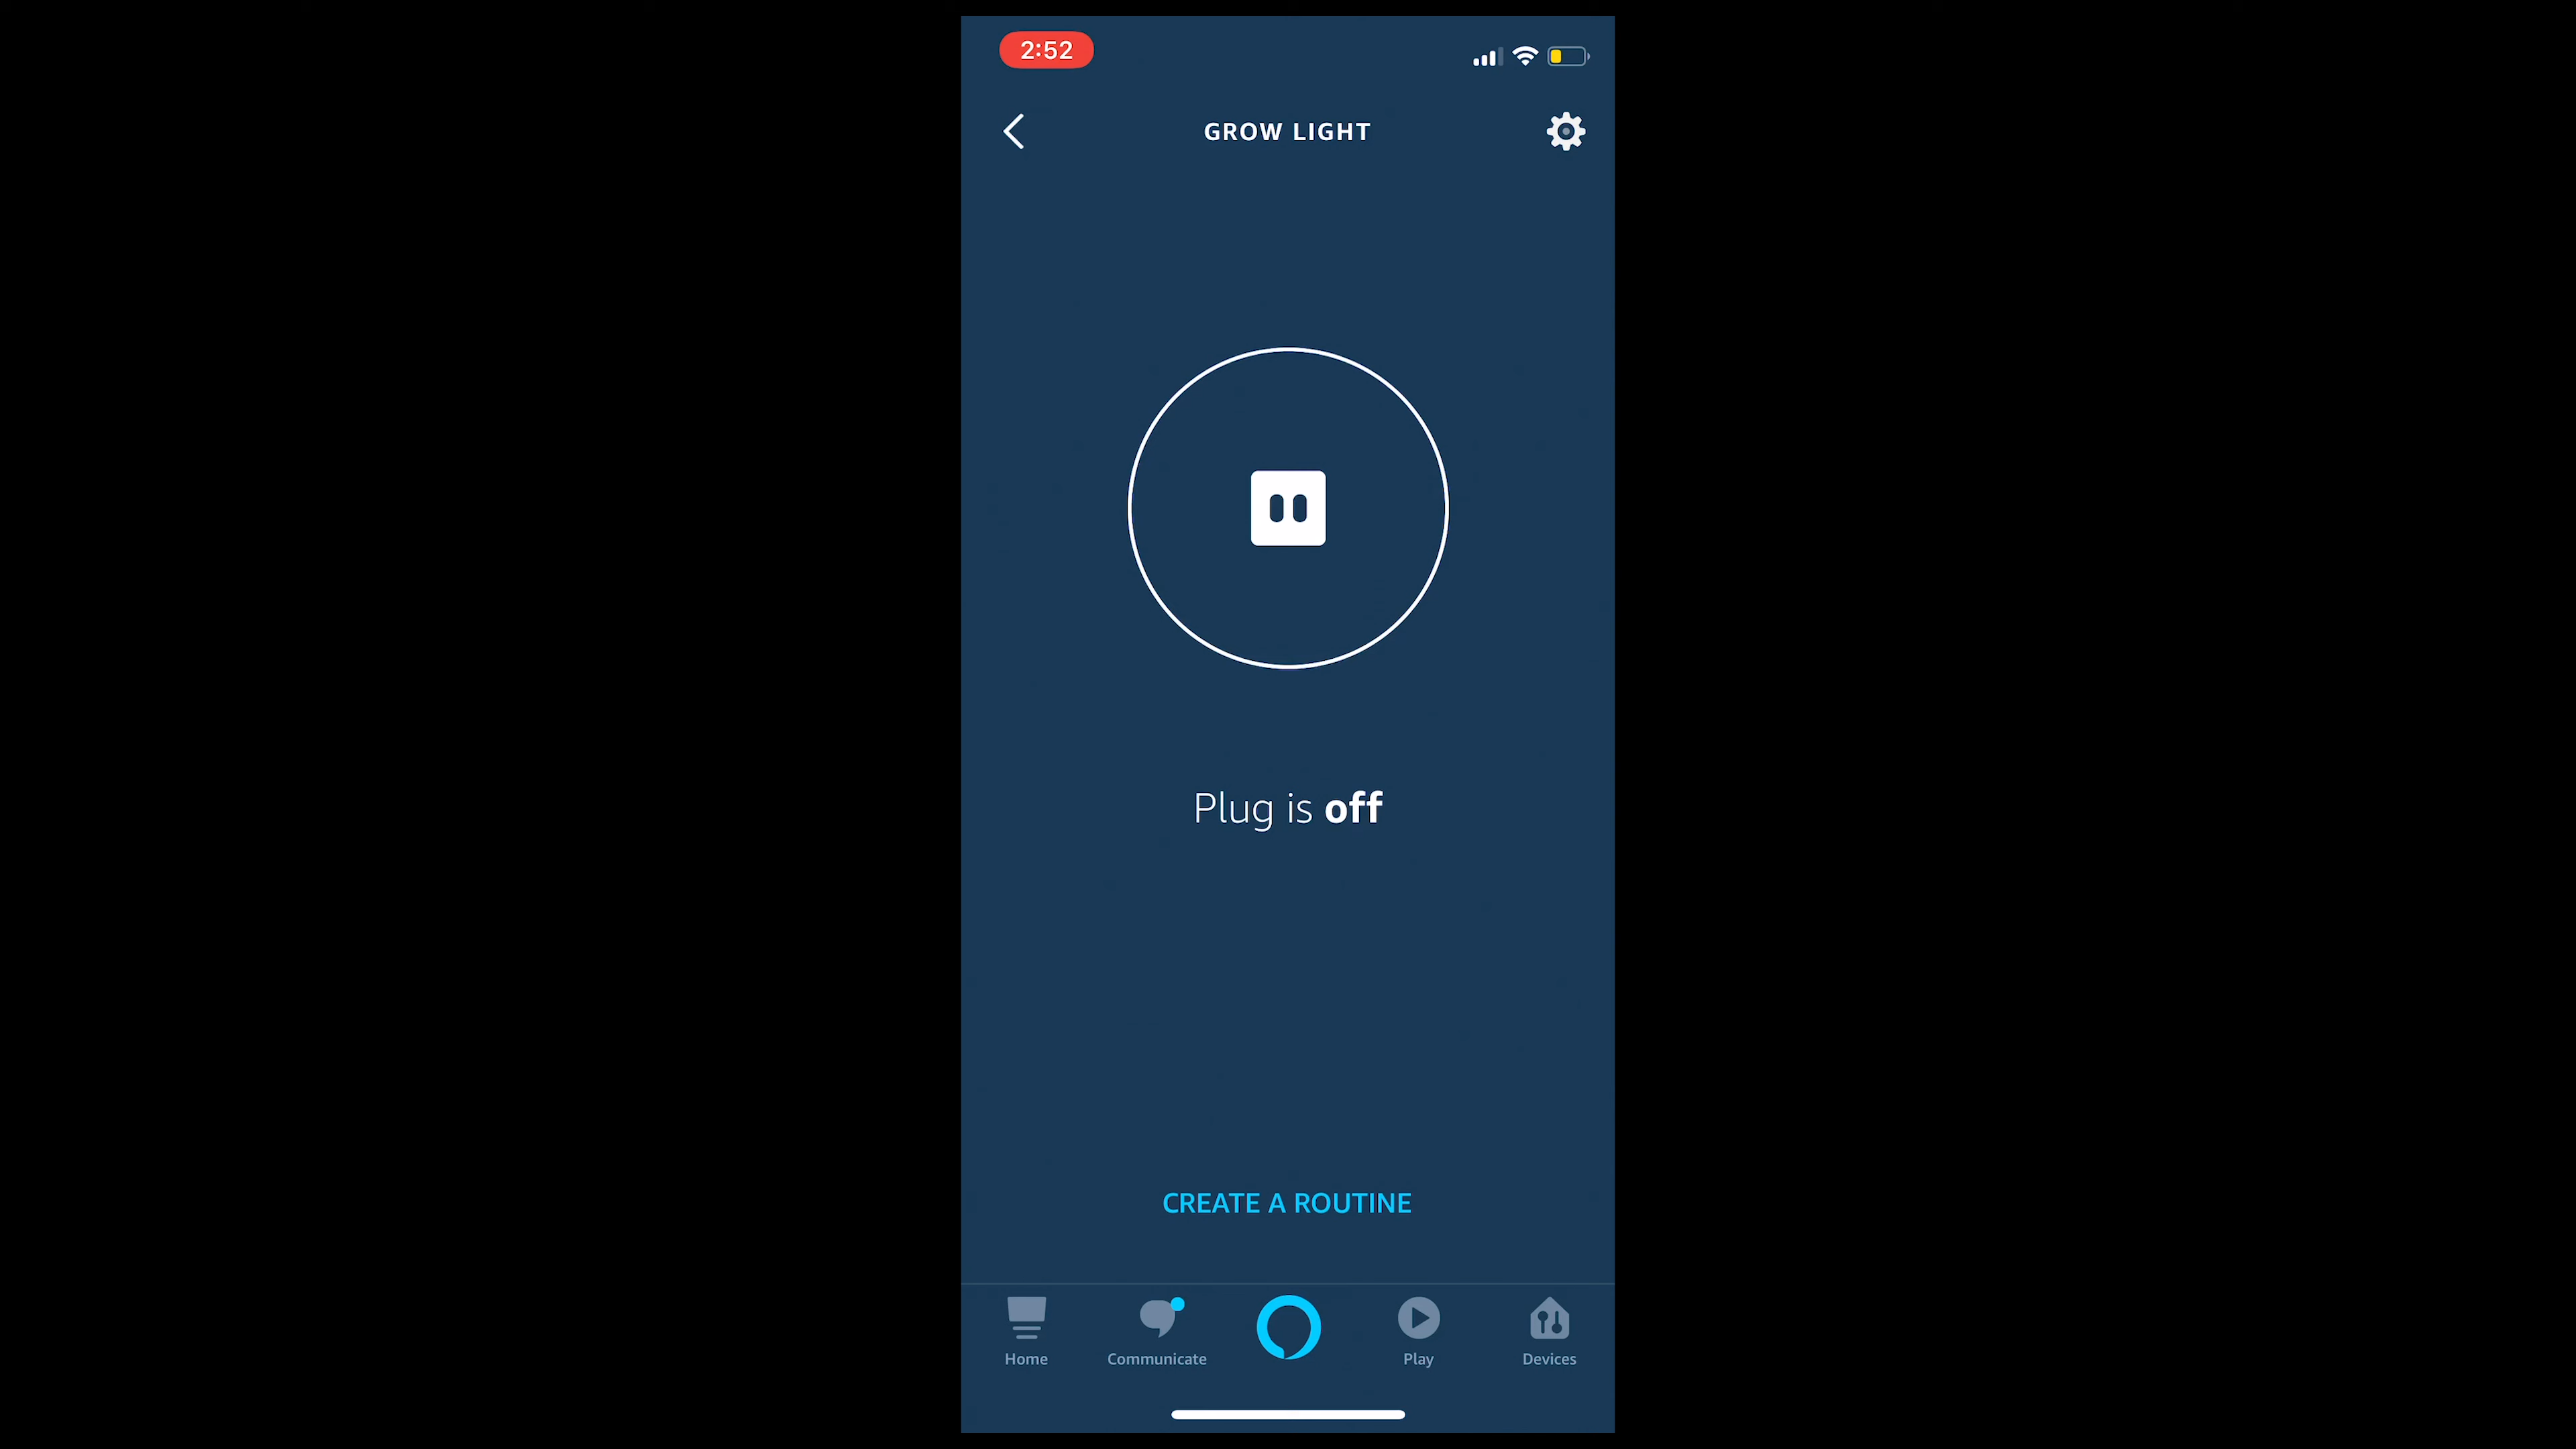 2:52
GROW LIGHT
Plug is off
CREATE A ROUTINE
Home
Communicate
Play
Devices